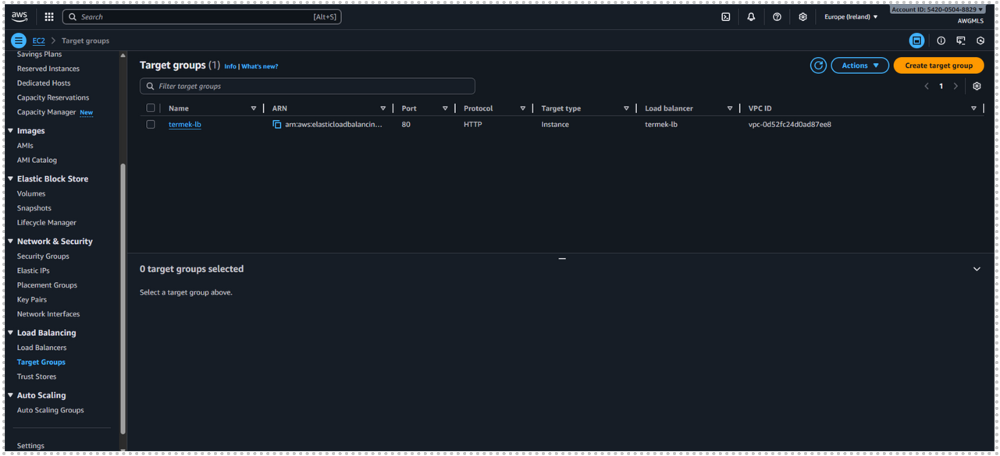 aws
Search [Alt+S]
Europe (Ireland)
Account ID: 5420-0504-8829
AWGMLS
EC2 > Target groups
Savings Plans
Reserved Instances
Dedicated Hosts
Capacity Reservations
Capacity Manager New
Images
AMIs
AMI Catalog
Elastic Block Store
Volumes
Snapshots
Lifecycle Manager
Network & Security
Security Groups
Elastic IPs
Placement Groups
Key Pairs
Network Interfaces
Load Balancing
Load Balancers
Target Groups
Trust Stores
Auto Scaling
Auto Scaling Groups
Settings
Target groups (1) Info | What's new?
Actions
Create target group
Filter target groups
1
Name ARN Port Protocol Target type Load balancer VPC ID
termek-lb arn:aws:elasticloadbalancin... 80 HTTP Instance termek-lb vpc-0d52fc24d0ad87ee8
0 target groups selected
Select a target group above.